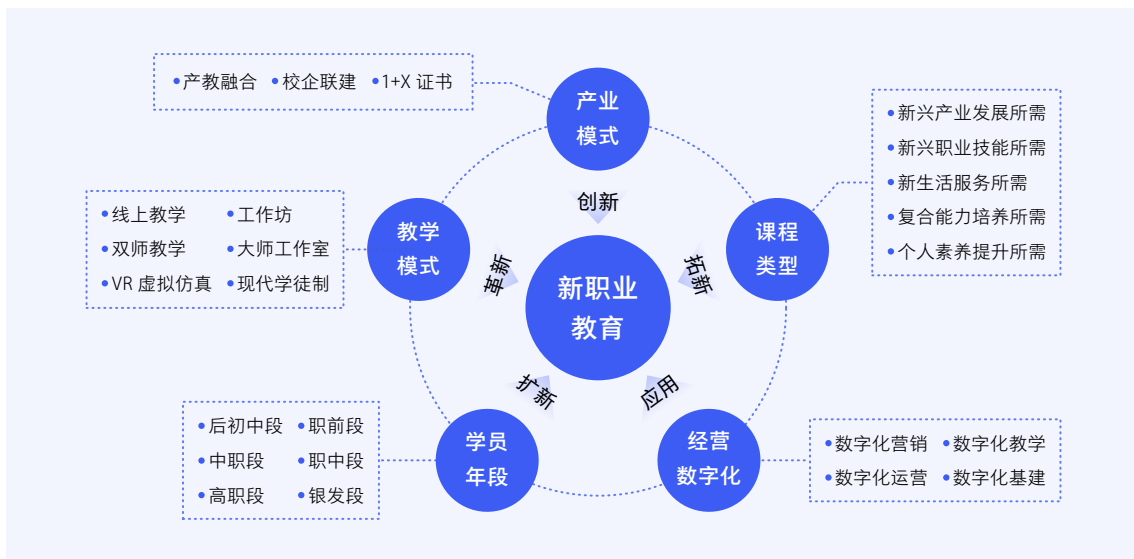 •产教融合 •校企联建 •1+X 证书
产业
模式
•新兴产业发展所需
•新兴职业技能所需
•新生活服务所需
•复合能力培养所需
•个人素养提升所需
创新
•线上教学 •工作坊
•双师教学 •大师工作室
•VR 虚拟仿真 •现代学徒制
教学
模式
课程
类型
革新
拓新
新职业
教育
扩新
应用
•后初中段 •职前段
•中职段 •职中段
•高职段 •银发段
学员
年段
经营
数字化
•数字化营销 •数字化教学
•数字化运营 •数字化基建